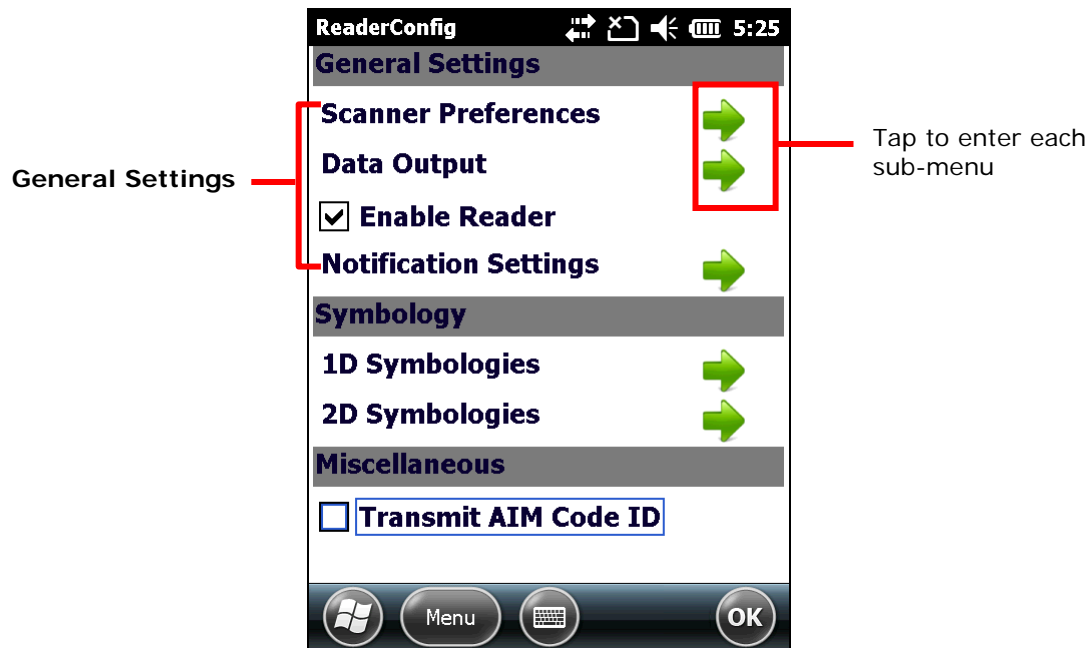 ReaderConfig 5:25
General Settings
Scanner Preferences
Data Output
Enable Reader
Notification Settings
Symbology
1D Symbologies
2D Symbologies
Miscellaneous
Transmit AIM Code ID
Menu OK
General Settings
Tap to enter each
sub-menu